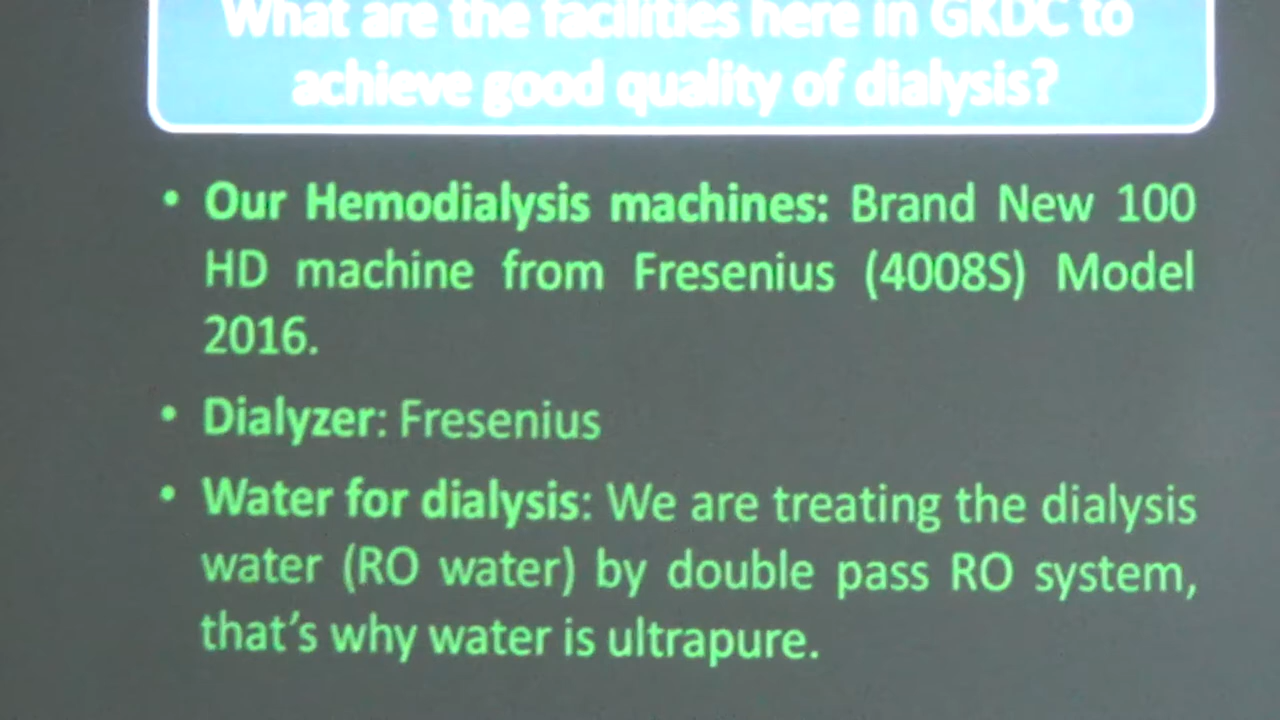 What are the facilities here in GKDC to
achieve good quality of dialysis?
• Our Hemodialysis machines: Brand New 100
HD machine from Fresenius (4008S) Model
2016.
• Dialyzer: Fresenius
• Water for dialysis: We are treating the dialysis
water (RO water) by double pass RO system,
that's why water is ultrapure.